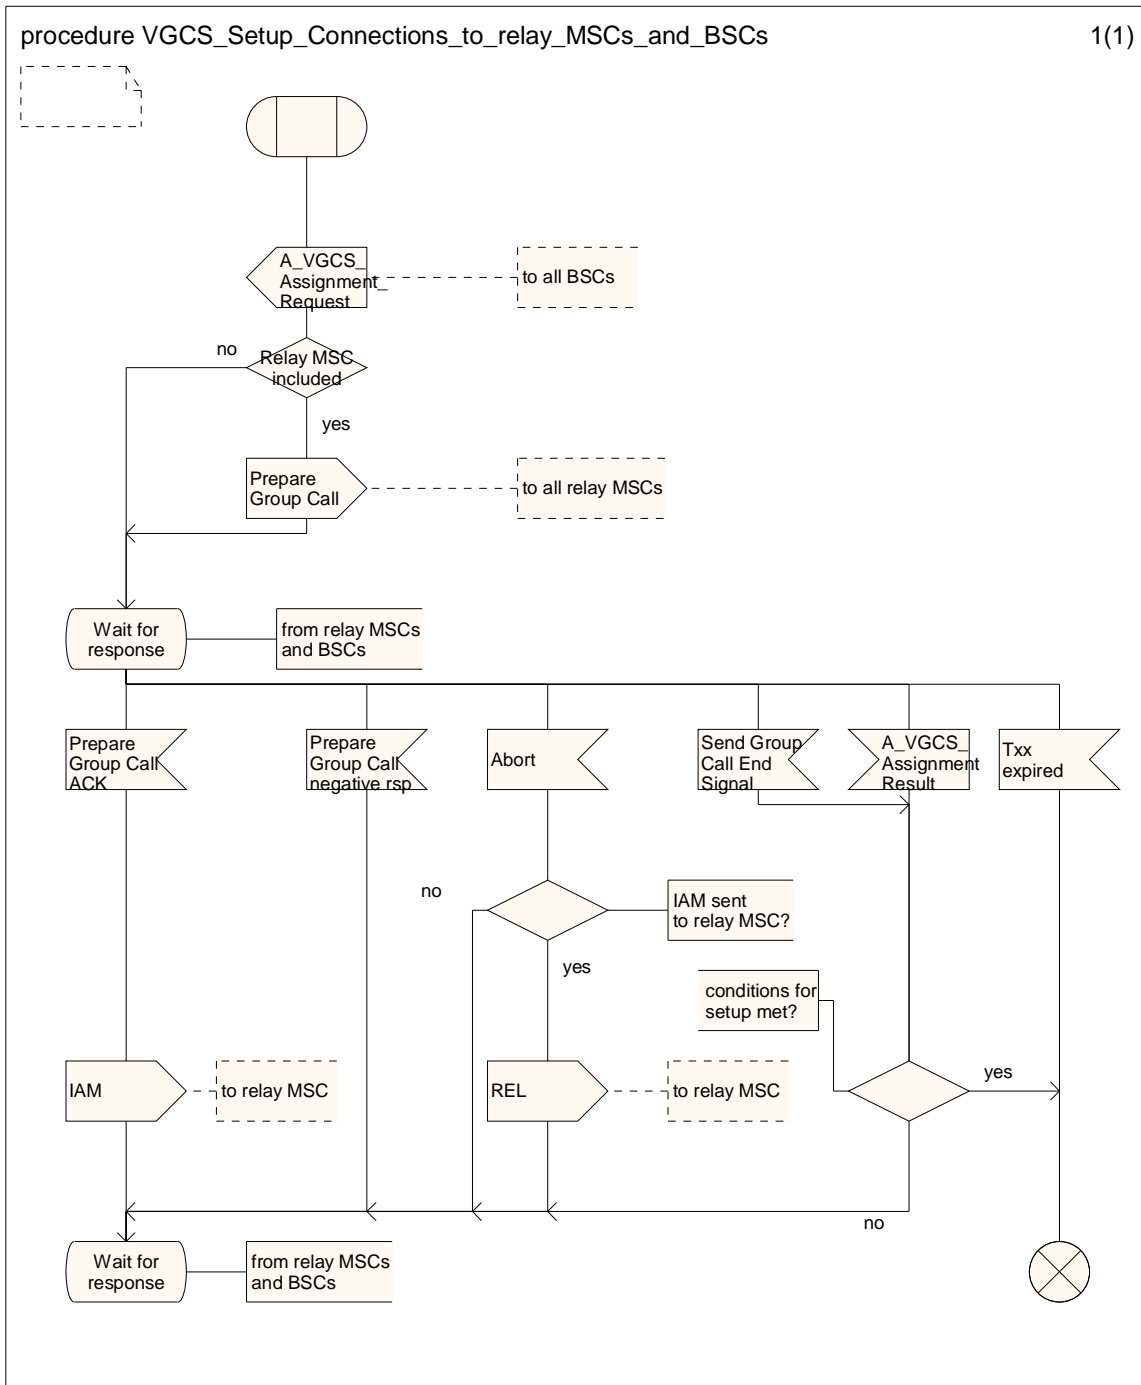 procedure VGCS_Setup_Connections_to_relay_MSCs_and_BSCs
1(1)
A_VGCS_
Assignment_
Request
to all BSCs
no
Relay MSC
included
yes
Prepare
Group Call
to all relay MSCs
Wait for
response
from relay MSCs
and BSCs
Prepare
Group Call
ACK
Prepare
Group Call
negative rsp
Abort
Send Group
Call End
Signal
A_VGCS_
Assignment
Result
Txx
expired
no
IAM sent
to relay MSC?
yes
conditions for
setup met?
IAM
to relay MSC
REL
to relay MSC
yes
no
Wait for
response
from relay MSCs
and BSCs